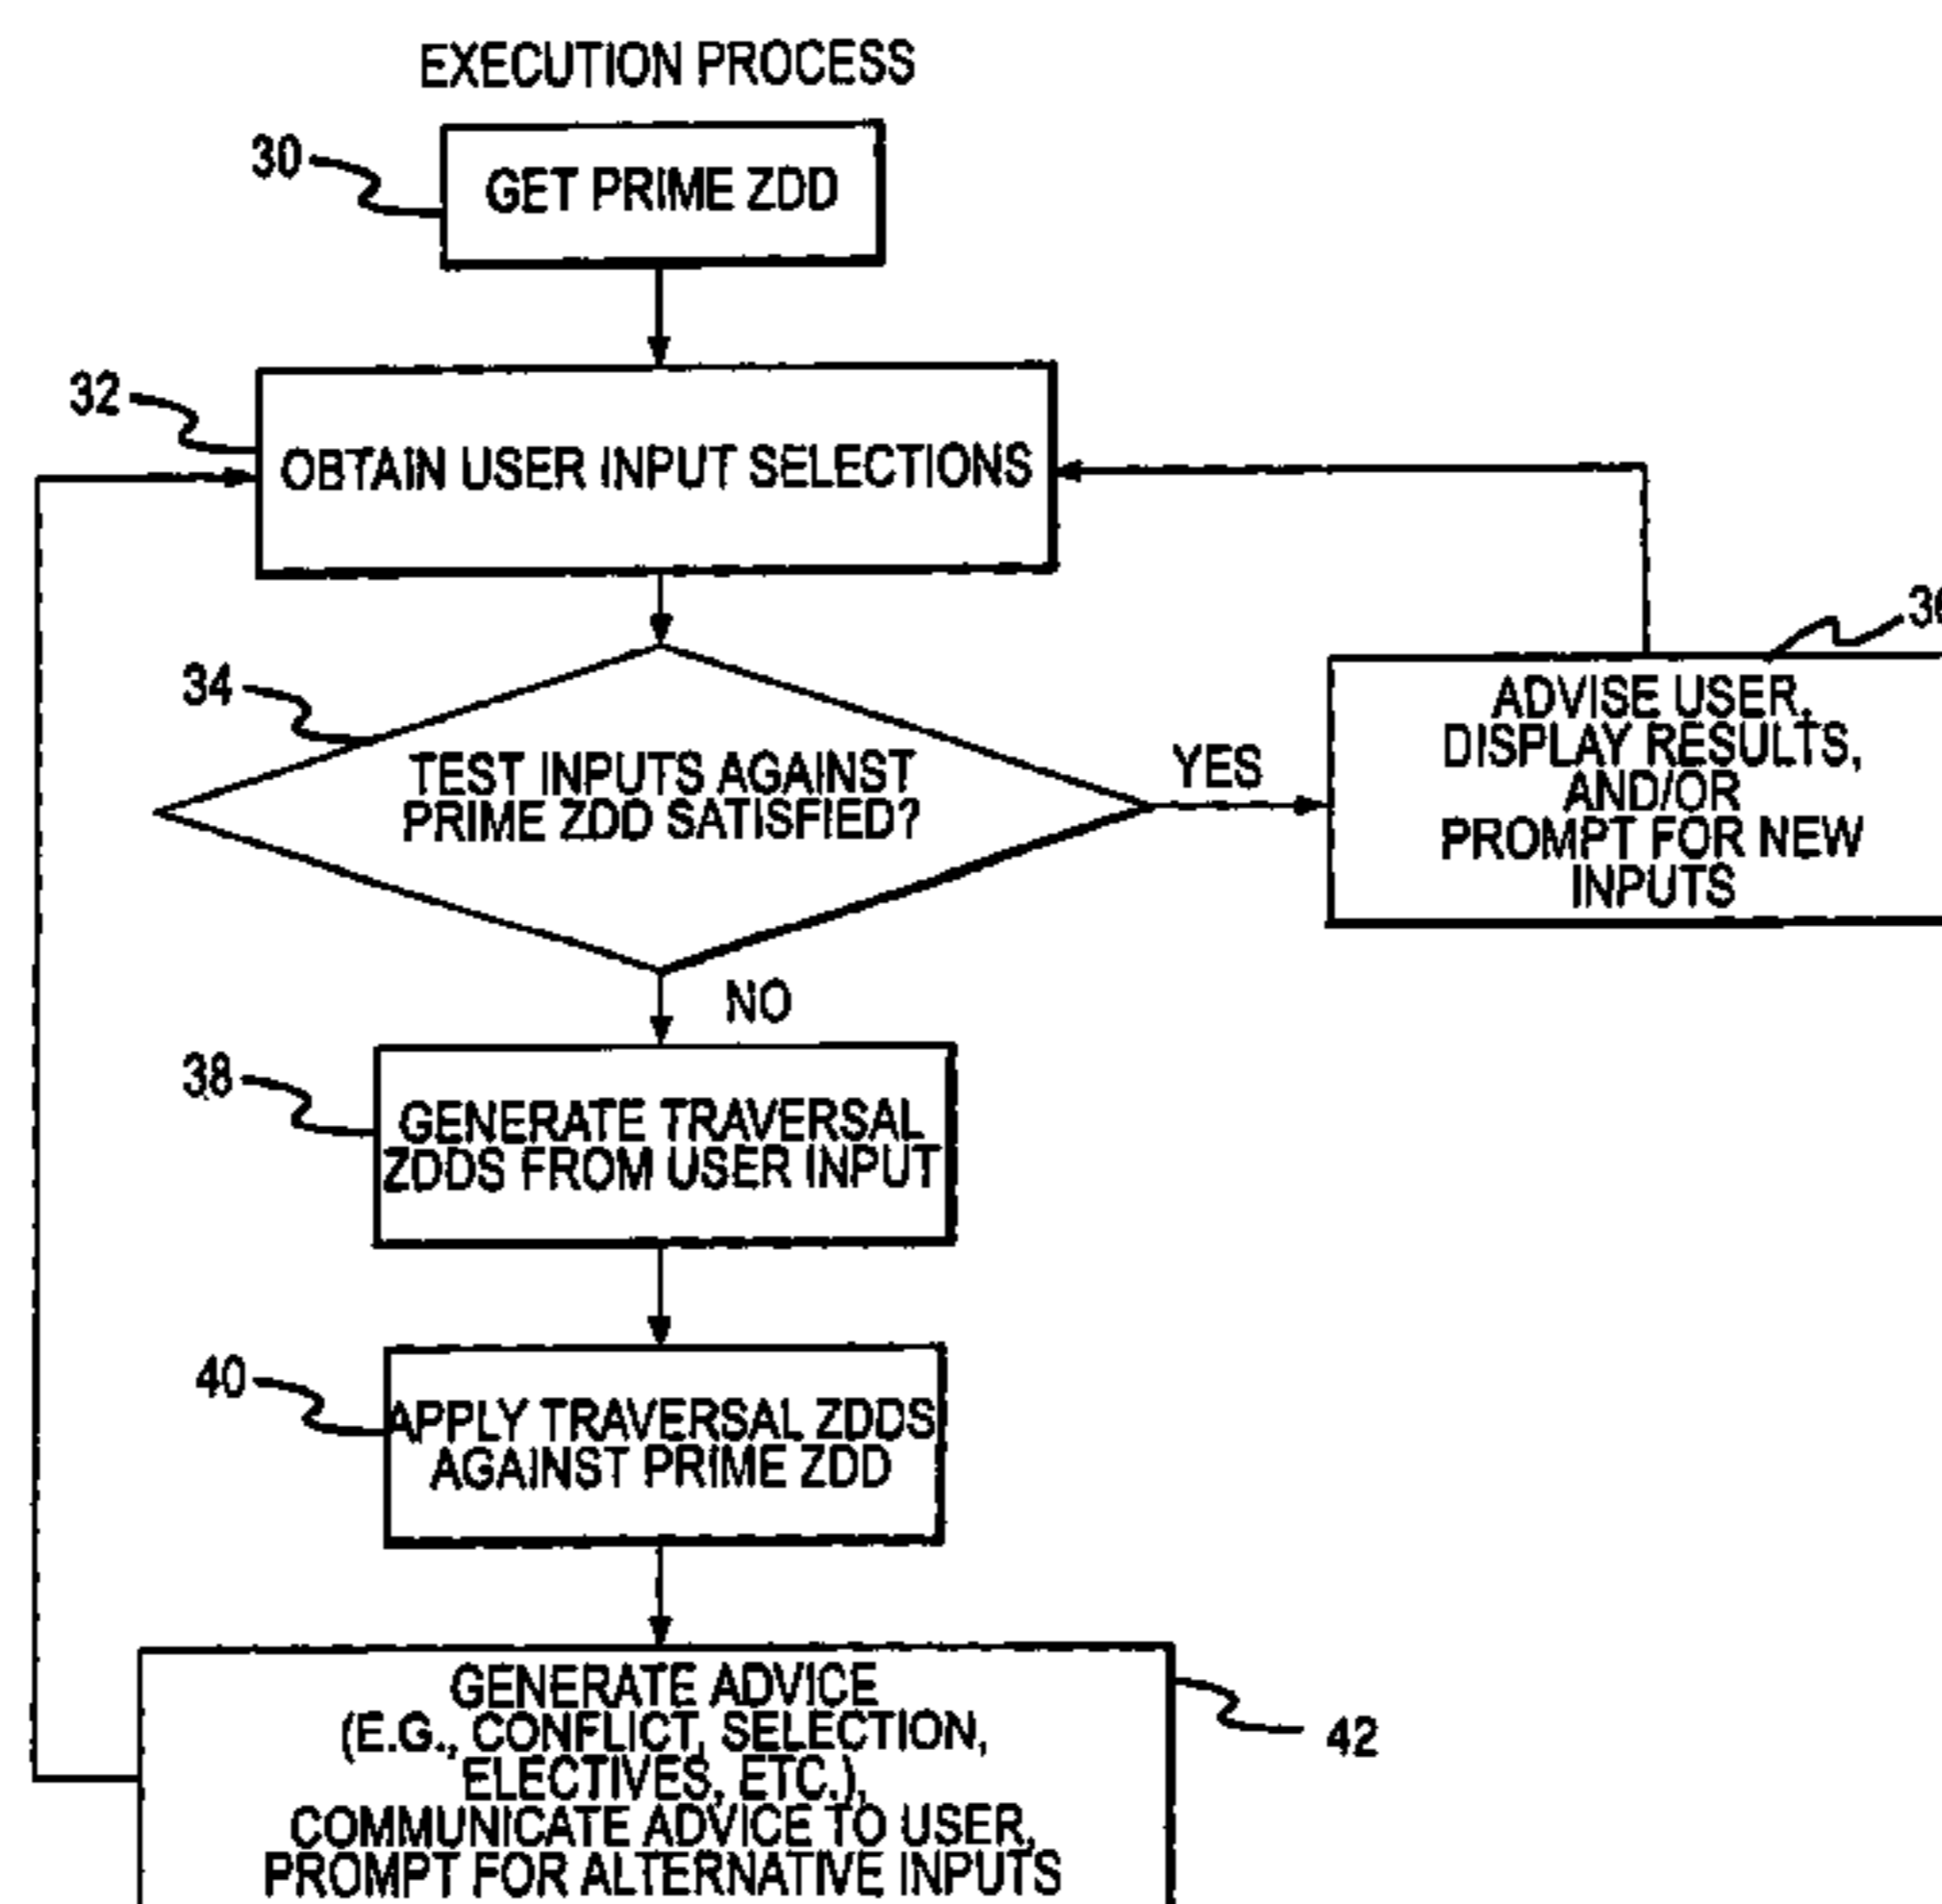 EXECUTION PROCESS
30
GET PRIME ZDD
32
OBTAIN USER INPUT SELECTIONS
34
TEST INPUTS AGAINST
PRIME ZDD SATISFIED?
YES
ADVISE USER,
DISPLAY RESULTS,
AND/OR
PROMPT FOR NEW
INPUTS
NO
38
GENERATE TRAVERSAL
ZDDS FROM USER INPUT
40
APPLY TRAVERSAL ZDDS
AGAINST PRIME ZDD
GENERATE ADVICE
(E.G., CONFLICT, SELECTION,
ELECTIVES, ETC.),
COMMUNICATE ADVICE TO USER,
PROMPT FOR ALTERNATIVE INPUTS
42